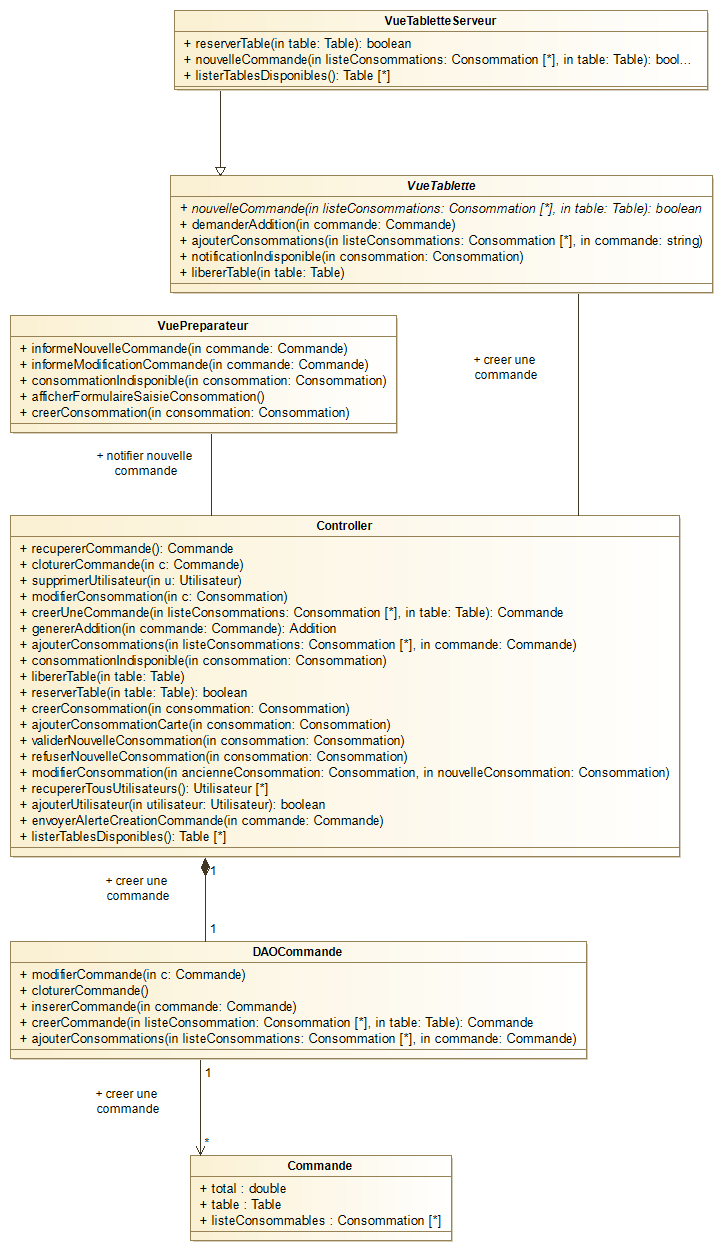 VueTabletteServeur
+ reserverTable(in table: Table): boolean
+ nouvelleCommande(in listeConsommations: Consommation [*], in table: Table): bool...
+ listerTablesDisponibles(): Table [*]
VueTablette
+ nouvelleCommande(in listeConsommations: Consommation [*], in table: Table): boolean
+ demanderAddition(in commande: Commande)
+ ajouterConsommations(in listeConsommations: Consommation [*], in commande: string)
+ notificationIndisponible(in consommation: Consommation)
+ libererTable(in table: Table)
VuePreparateur
+ informeNouvelleCommande(in commande: Commande)
+ informeModificationCommande(in commande: Commande)
+ consommationIndisponible(in consommation: Consommation)
+ afficherFormulaireSaisieConsommation()
+ creerConsommation(in consommation: Consommation)
+ creer une
commande
+ notifier nouvelle
commande
Controller
+ recupererCommande(): Commande
+ cloturerCommande(in c: Commande)
+ supprimerUtilisateur(in u: Utilisateur)
+ modifierConsommation(in c: Consommation)
+ creerUneCommande(in listeConsommations: Consommation [*], in table: Table): Commande
+ genererAddition(in commande: Commande): Addition
+ ajouterConsommations(in listeConsommations: Consommation [*], in commande: Commande)
+ consommationIndisponible(in consommation: Consommation)
+ libererTable(in table: Table)
+ reserverTable(in table: Table): boolean
+ creerConsommation(in consommation: Consommation)
+ ajouterConsommationCarte(in consommation: Consommation)
+ validerNouvelleConsommation(in consommation: Consommation)
+ refuserNouvelleConsommation(in consommation: Consommation)
+ modifierConsommation(in ancienneConsommation: Consommation, in nouvelleConsommation: Consommation)
+ recupererTousUtilisateurs(): Utilisateur [*]
+ ajouterUtilisateur(in utilisateur: Utilisateur): boolean
+ envoyerAlerteCreationCommande(in commande: Commande)
+ listerTablesDisponibles(): Table [*]
1
+ creer une
commande
1
DAOCommande
+ modifierCommande(in c: Commande)
+ cloturerCommande()
+ insererCommande(in commande: Commande)
+ creerCommande(in listeConsommation: Consommation [*], in table: Table): Commande
+ ajouterConsommations(in listeConsommations: Consommation [*], in commande: Commande)
1
+ creer une
commande
*
Commande
+ total : double
+ table : Table
+ listeConsommables : Consommation [*]